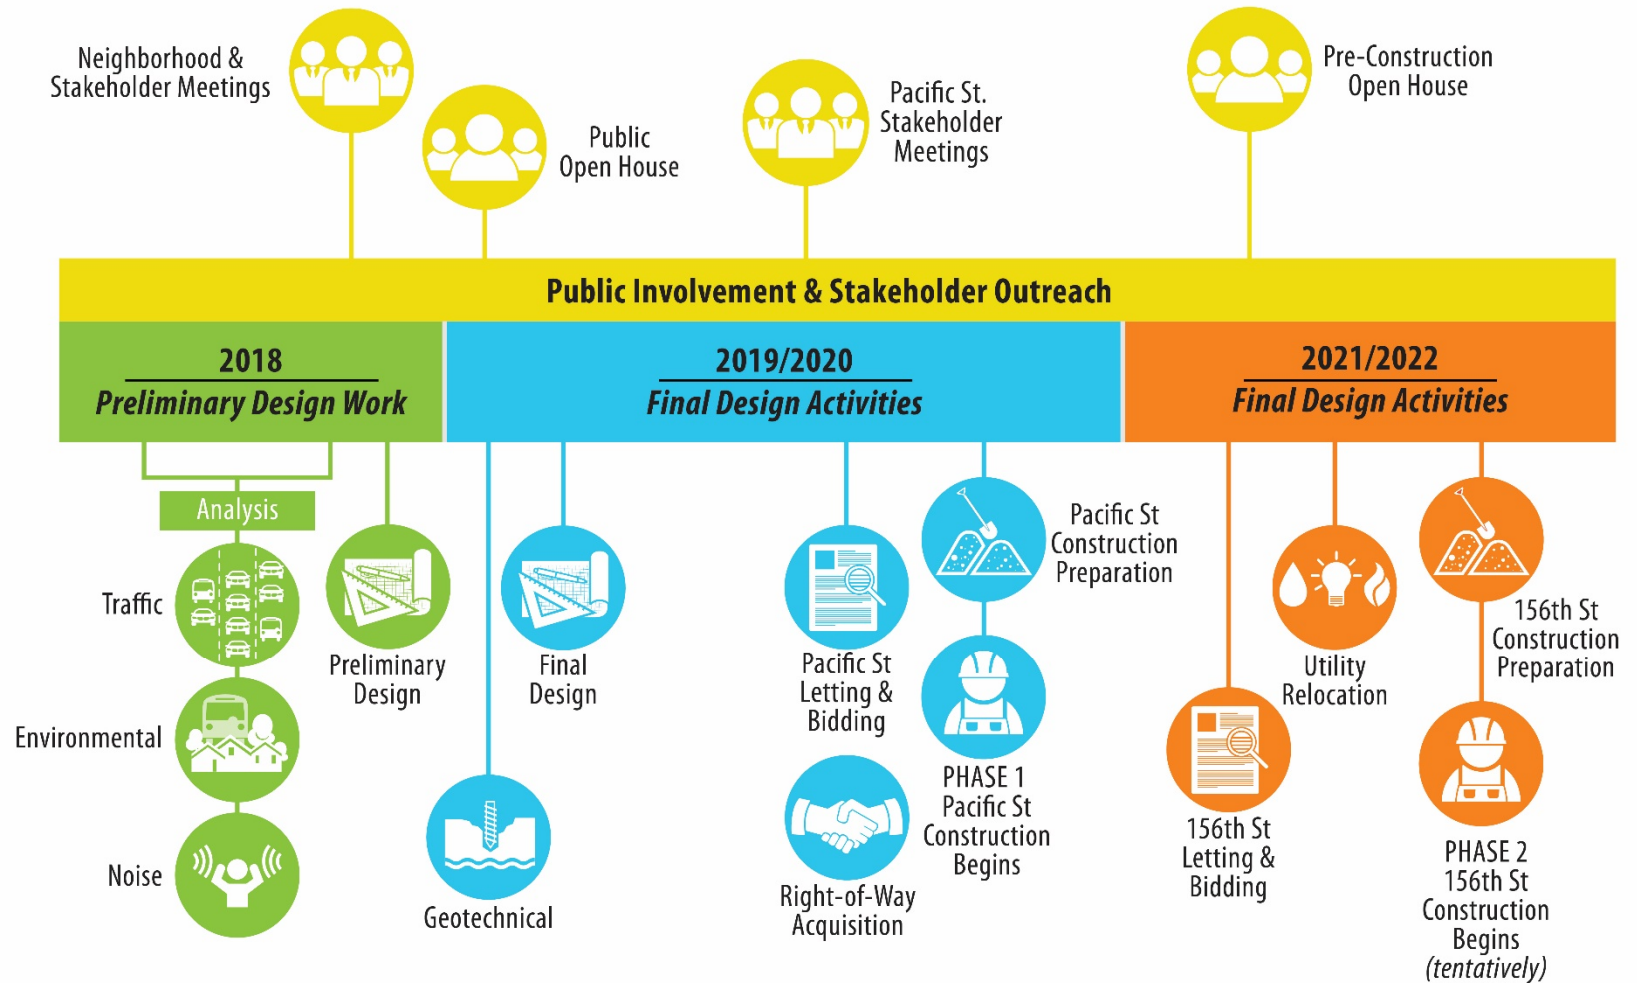 Neighborhood &
Stakeholder Meetings
Public
Open House
Pacific St.
Stakeholder
Meetings
Pre-Construction
Open House
Public Involvement & Stakeholder Outreach
2018
Preliminary Design Work
2019/2020
Final Design Activities
2021/2022
Final Design Activities
Analysis
Traffic
Environmental
Noise
Preliminary
Design
Geotechnical
Final
Design
Pacific St
Letting &
Bidding
Right-of-Way
Acquisition
Pacific St
Construction
Preparation
PHASE 1
Pacific St
Construction
Begins
156th St
Letting &
Bidding
Utility
Relocation
156th St
Construction
Preparation
PHASE 2
156th St
Construction
Begins
(tentatively)